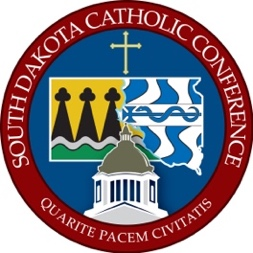 SOUTH DAKOTA CATHOLIC CONFERENCE
QUARITE PACEM CIVITATIS